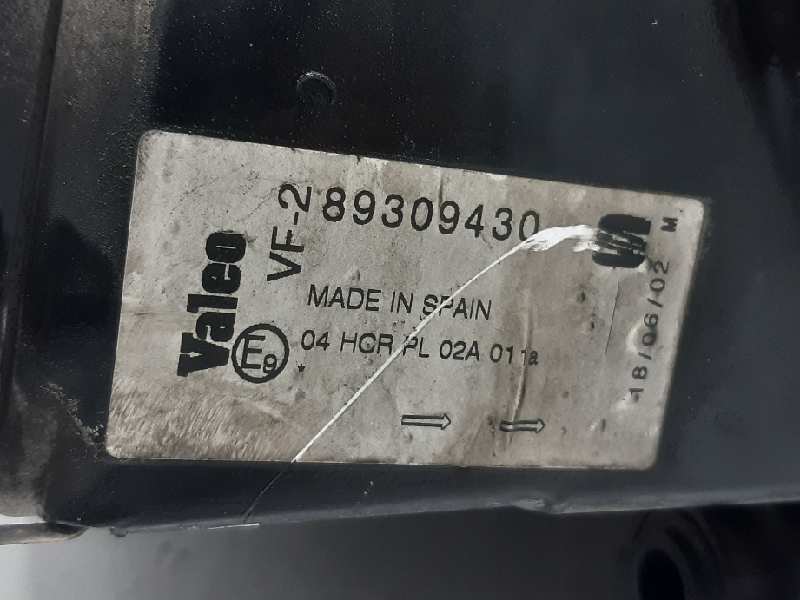 Valeo
VF-2
89309430
MADE IN SPAIN
E9
04 HCR PL 02A 011a
18/06/02 M